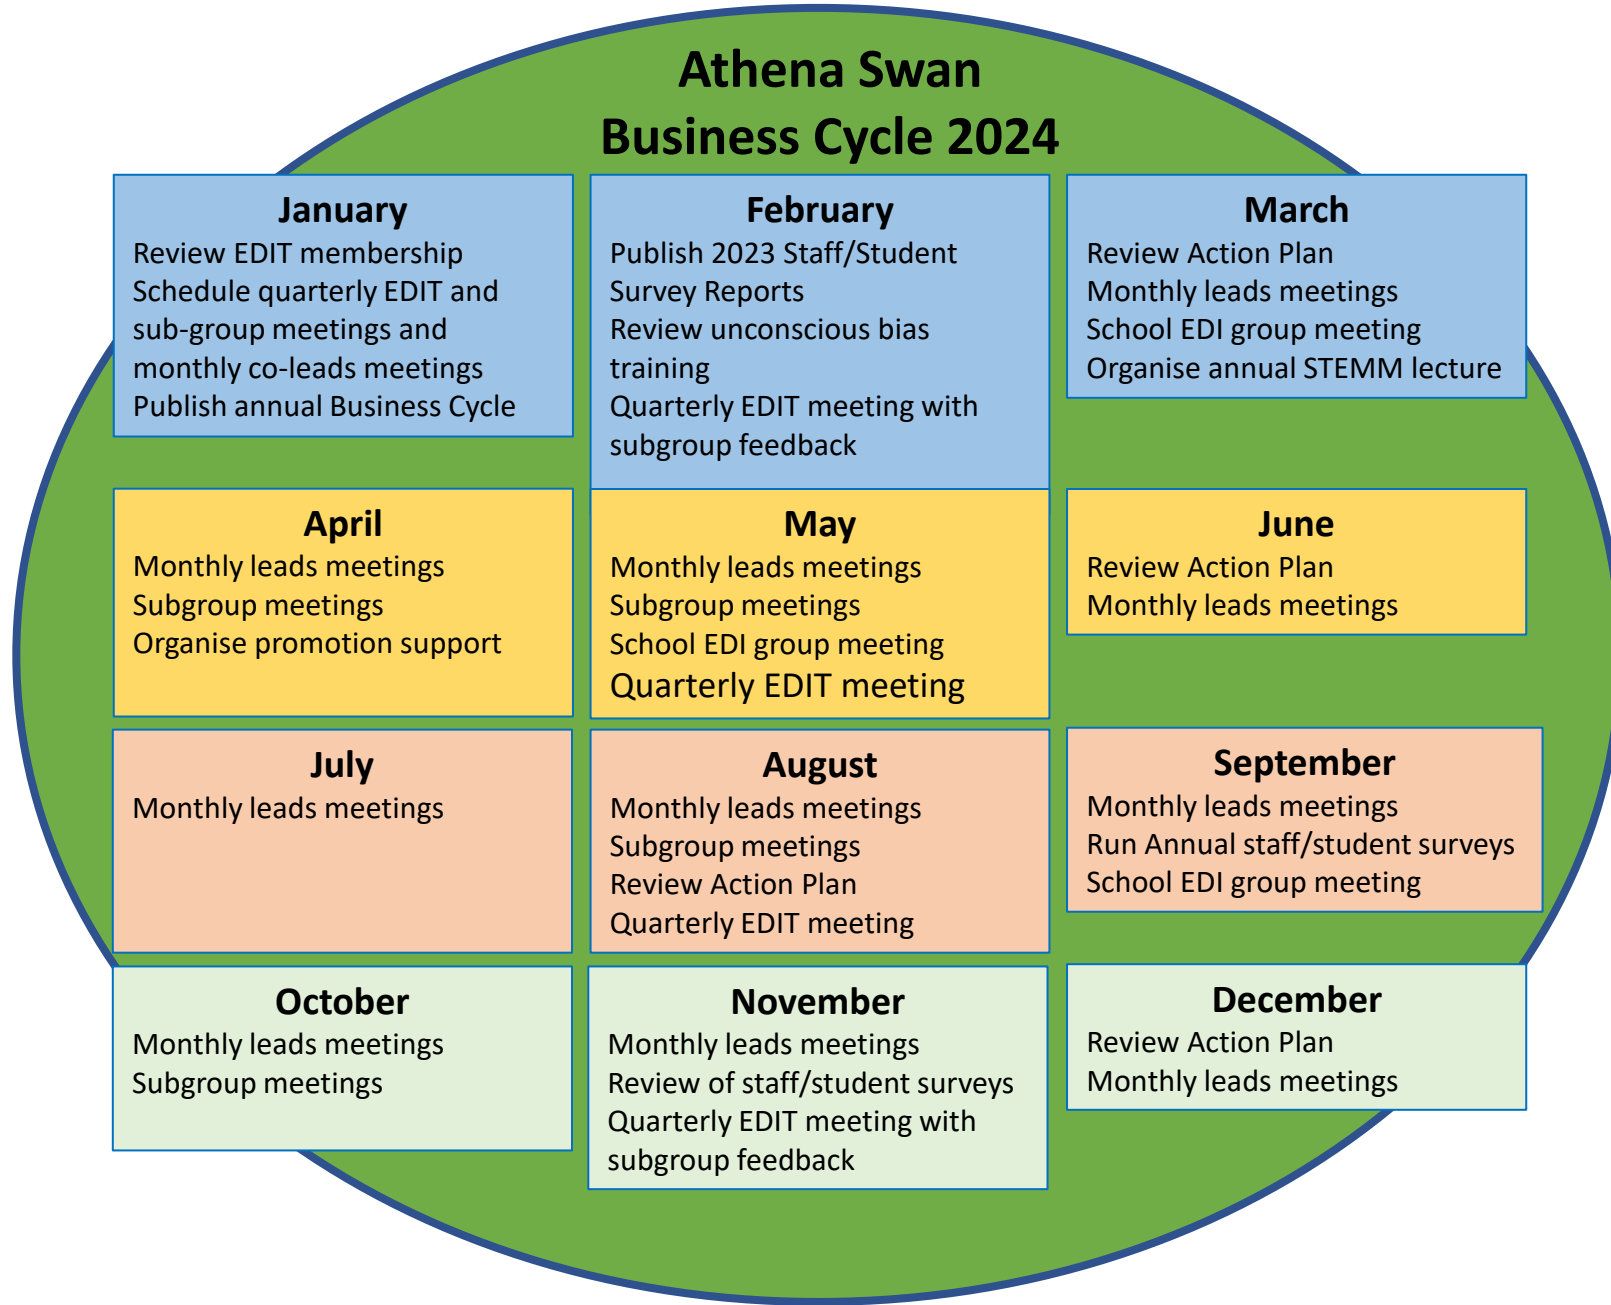 Athena Swan
Business Cycle 2024
January
Review EDIT membership
Schedule quarterly EDIT and
sub-group meetings and
monthly co-leads meetings
Publish annual Business Cycle
February
Publish 2023 Staff/Student
Survey Reports
Review unconscious bias
training
Quarterly EDIT meeting with
subgroup feedback
March
Review Action Plan
Monthly leads meetings
School EDI group meeting
Organise annual STEMM lecture
April
Monthly leads meetings
Subgroup meetings
Organise promotion support
May
Monthly leads meetings
Subgroup meetings
School EDI group meeting
Quarterly EDIT meeting
June
Review Action Plan
Monthly leads meetings
July
Monthly leads meetings
August
Monthly leads meetings
Subgroup meetings
Review Action Plan
Quarterly EDIT meeting
September
Monthly leads meetings
Run Annual staff/student surveys
School EDI group meeting
October
Monthly leads meetings
Subgroup meetings
November
Monthly leads meetings
Review of staff/student surveys
Quarterly EDIT meeting with
subgroup feedback
December
Review Action Plan
Monthly leads meetings